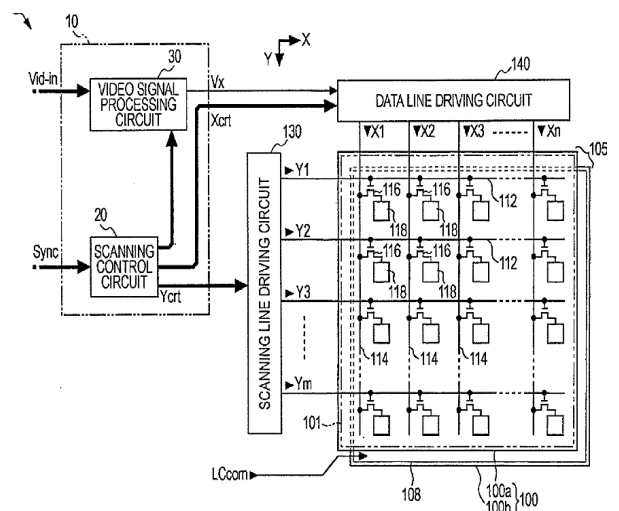 10
X
Y
30
140
Vid-in
VIDEO SIGNAL
PROCESSING
CIRCUIT
Vx
Xcrt
DATA LINE DRIVING CIRCUIT
X1 X2 X3 Xn
130
105
Y1
116 116
112
118 118
20
Y2
116 116
112
118 118
Sync
SCANNING
CONTROL
CIRCUIT
Ycrt
SCANNING LINE DRIVING CIRCUIT
Y3
114 114 114
Ym
101
LCcom
108
100a
100b
100